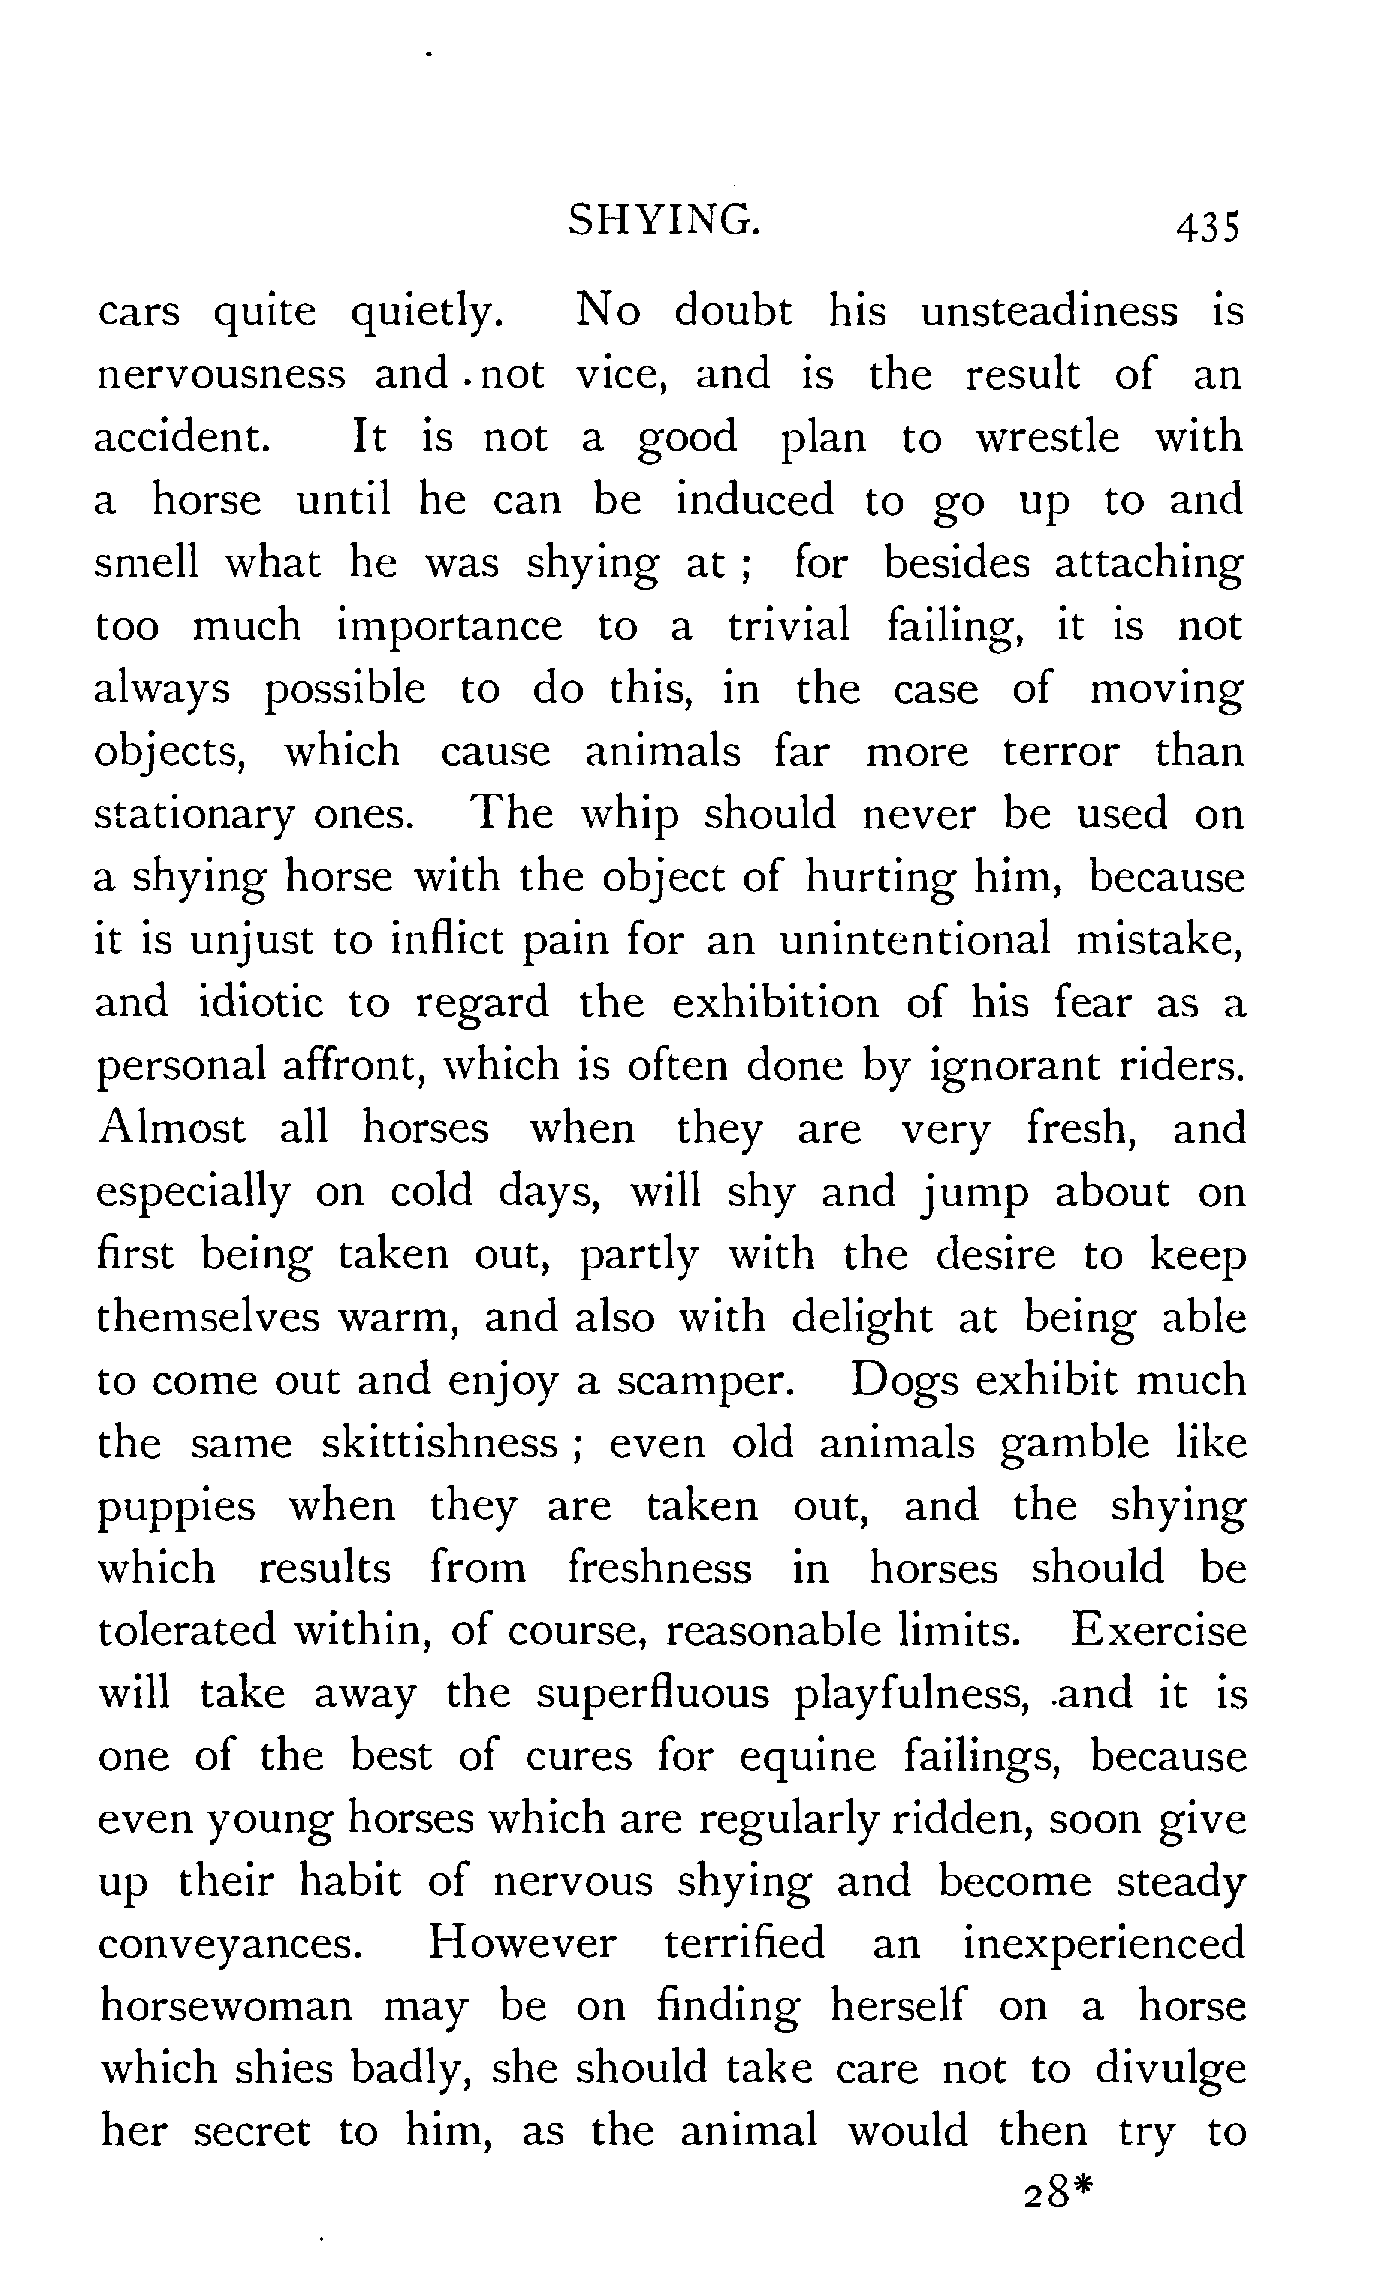 SHYING. 435
cars quite quietly. No doubt his unsteadiness is
nervousness and not vice, and is the result of an
accident. It is not a good plan to wrestle with
a horse until he can be induced to go up to and
smell what he was shying at ; for besides attaching
too much importance to a trivial failing, it is not
always possible to do this, in the case of moving
objects, which cause animals far more terror than
stationary ones. The whip should never be used on
a shying horse with the object of hurting him, because
it is unjust to inflict pain for an unintentional mistake,
and idiotic to regard the exhibition of his fear as a
personal affront, which is often done by ignorant riders.
Almost all horses when they are very fresh, and
especially on cold days, will shy and jump about on
first being taken out, partly with the desire to keep
themselves warm, and also with delight at being able
to come out and enjoy a scamper. Dogs exhibit much
the same skittishness ; even old animals gamble like
puppies when they are taken out, and the shying
which results from freshness in horses should be
tolerated within, of course, reasonable limits. Exercise
will take away the superfluous playfulness, and it is
one of the best of cures for equine failings, because
even young horses which are regularly ridden, soon give
up their habit of nervous shying and become steady
conveyances. However terrified an inexperienced
horsewoman may be on finding herself on a horse
which shies badly, she should take care not to divulge
her secret to him, as the animal would then try to
28*